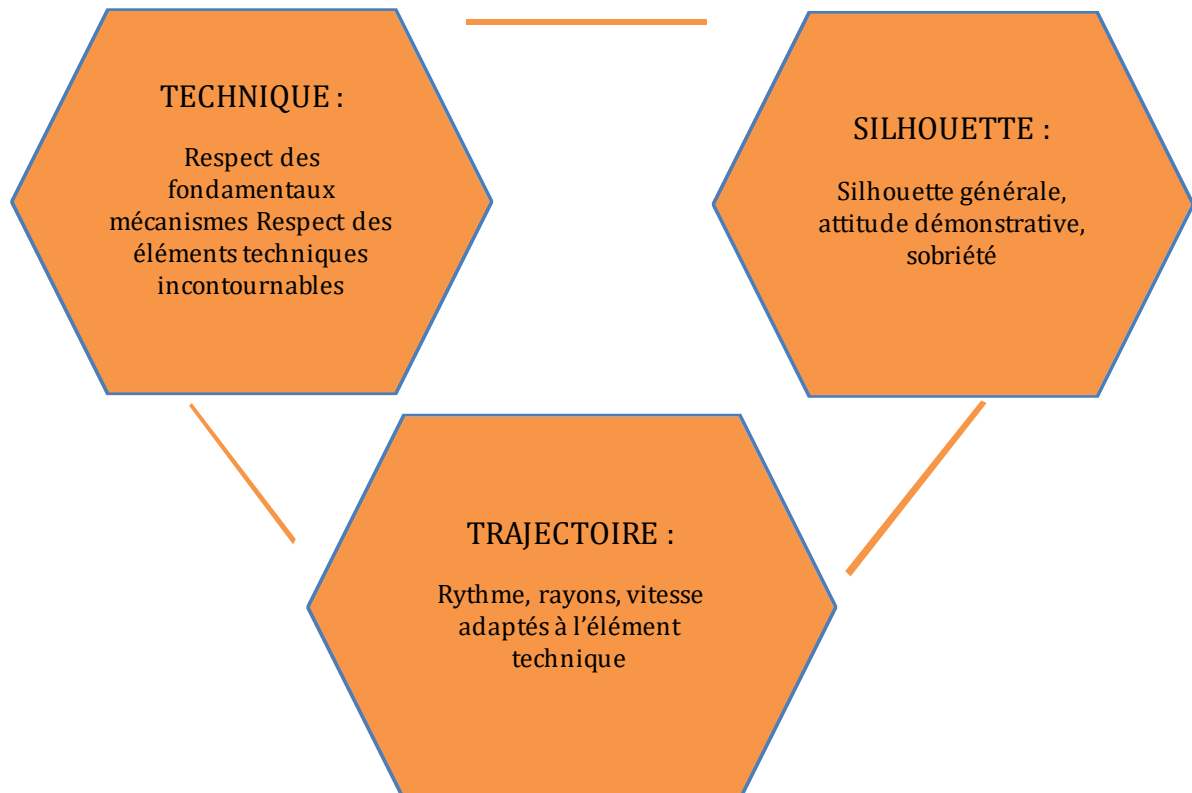 TECHNIQUE :
Respect des
fondamentaux
mécanismes Respect des
éléments techniques
incontournables
SILHOUETTE :
Silhouette générale,
attitude démonstrative,
sobriété
TRAJECTOIRE :
Rythme, rayons, vitesse
adaptés à l’élément
technique